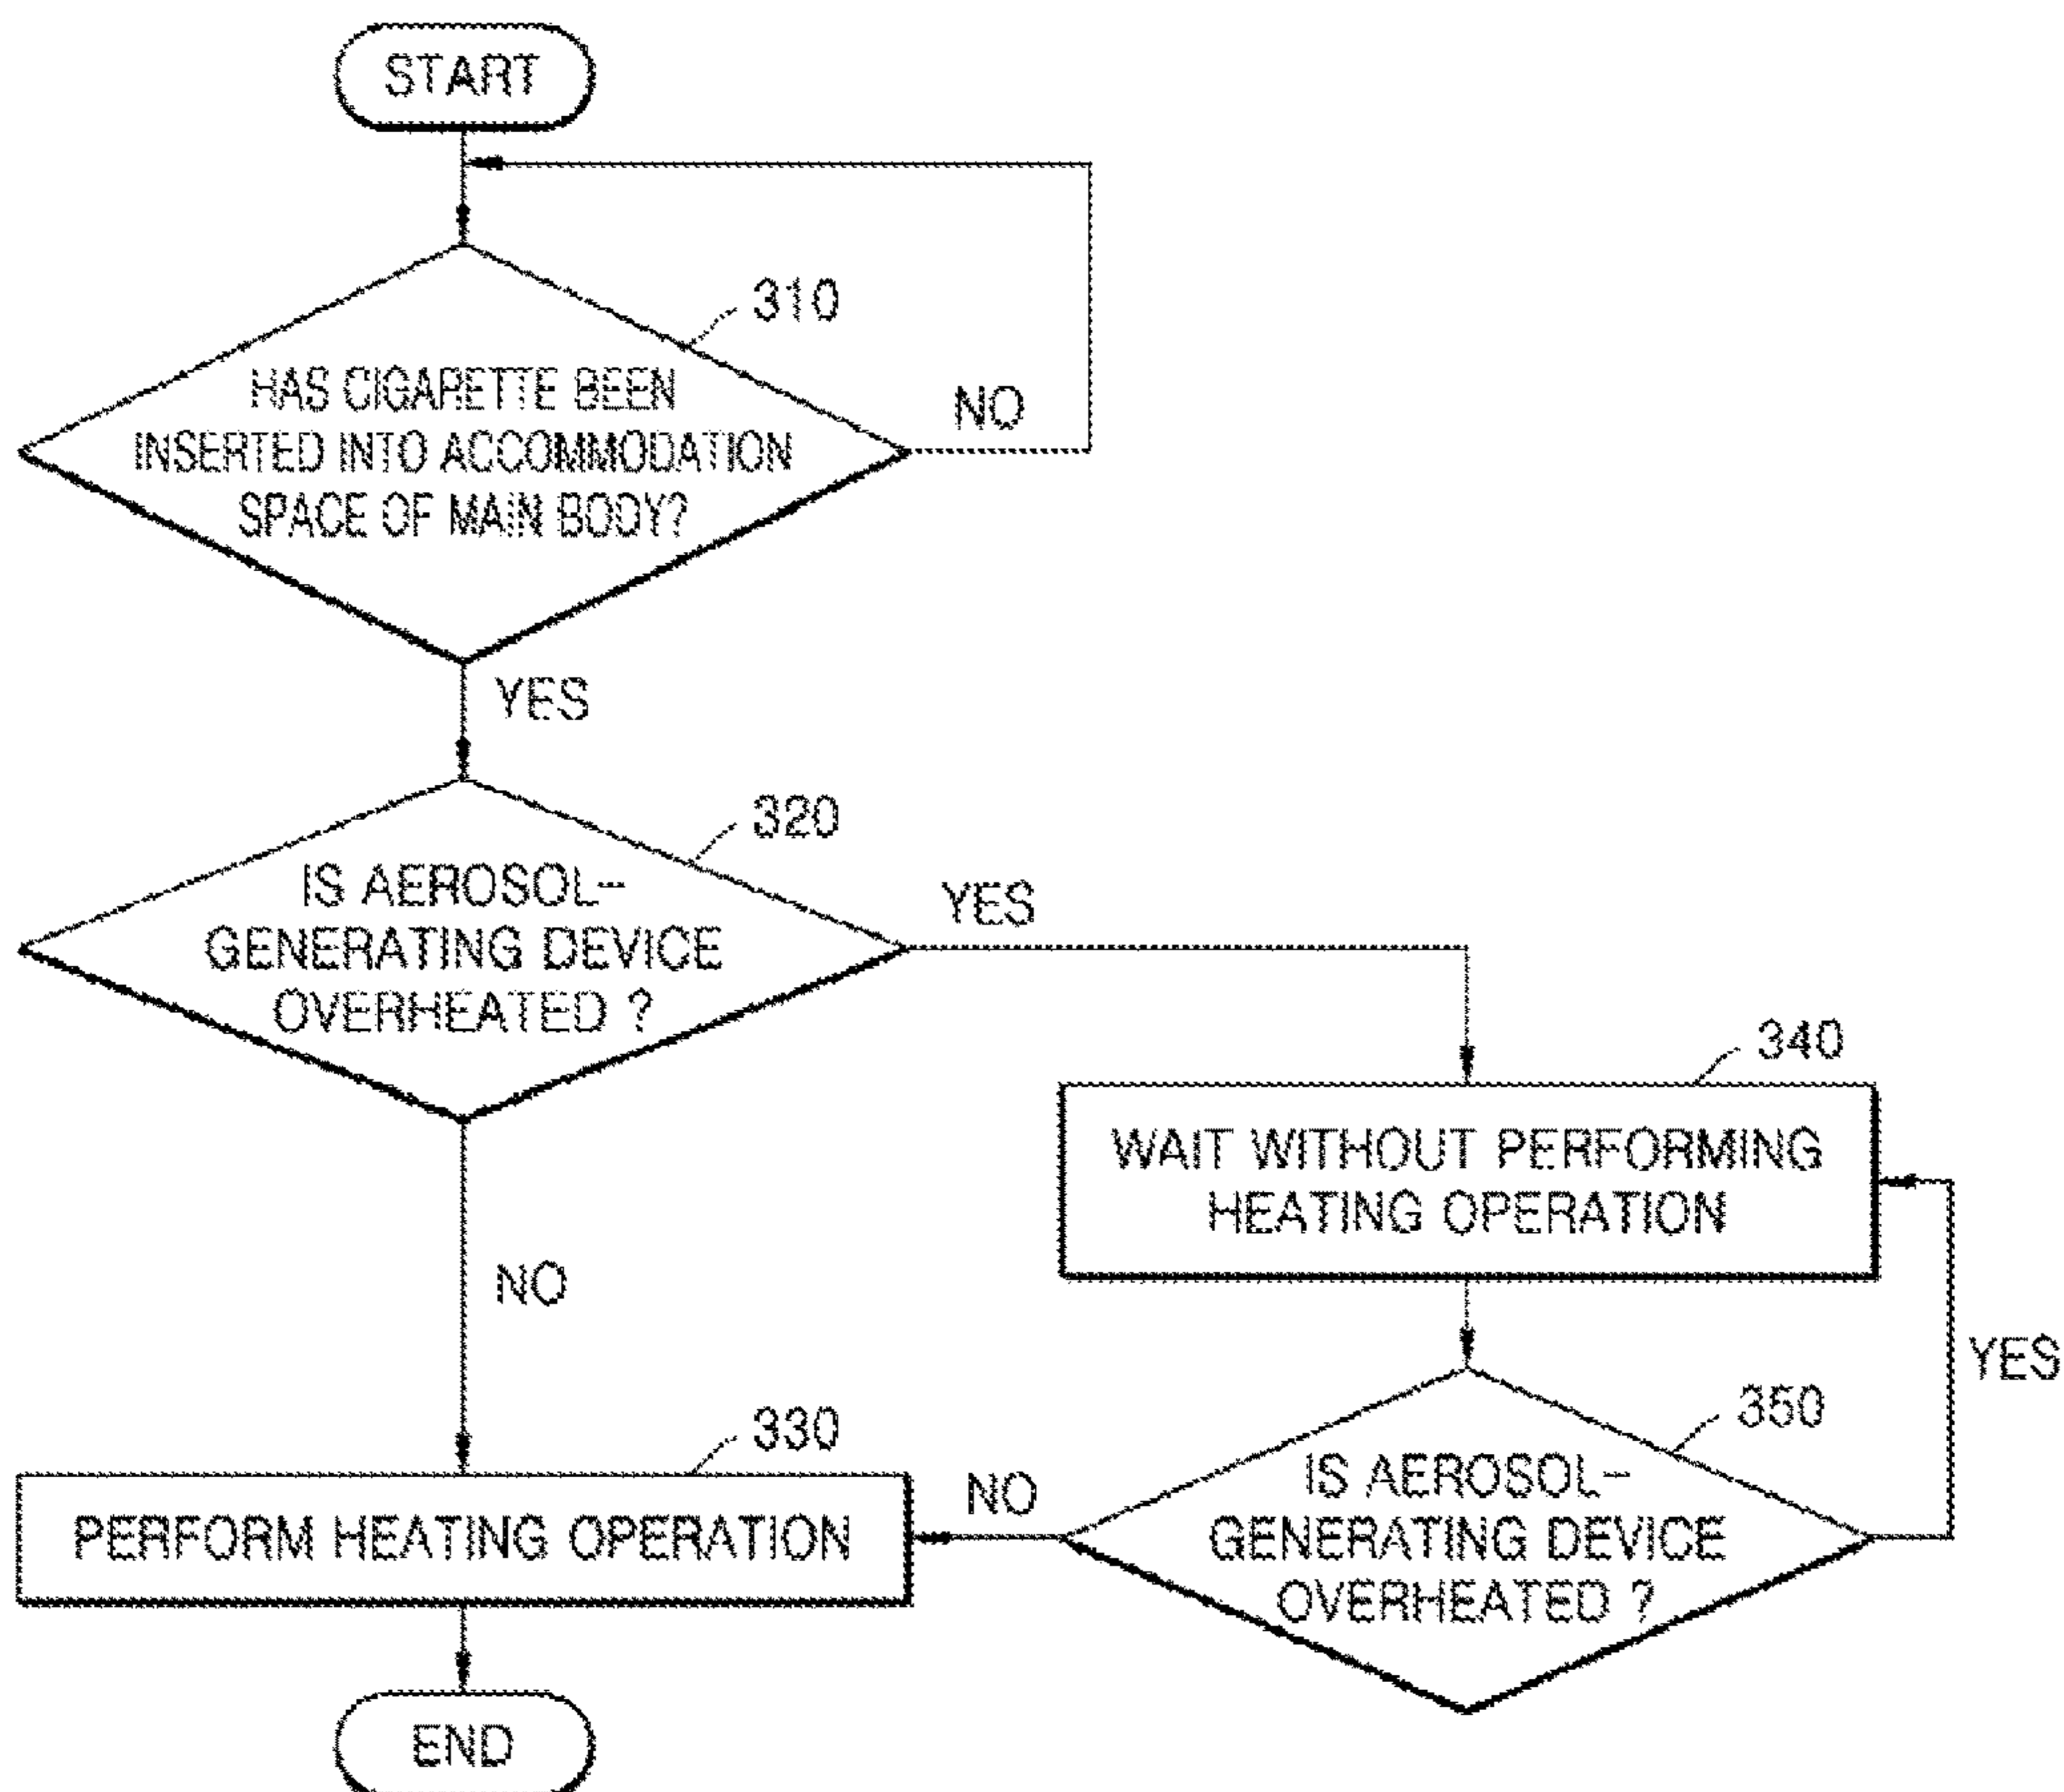 START
310
HAS CIGARETTE BEEN
INSERTED INTO ACCOMMODATION
SPACE OF MAIN BODY?
NO
YES
320
IS AEROSOL-
GENERATING DEVICE
OVERHEATED ?
YES
340
WAIT WITHOUT PERFORMING
HEATING OPERATION
NO
YES
350
IS AEROSOL-
GENERATING DEVICE
OVERHEATED ?
NO
330
PERFORM HEATING OPERATION
END